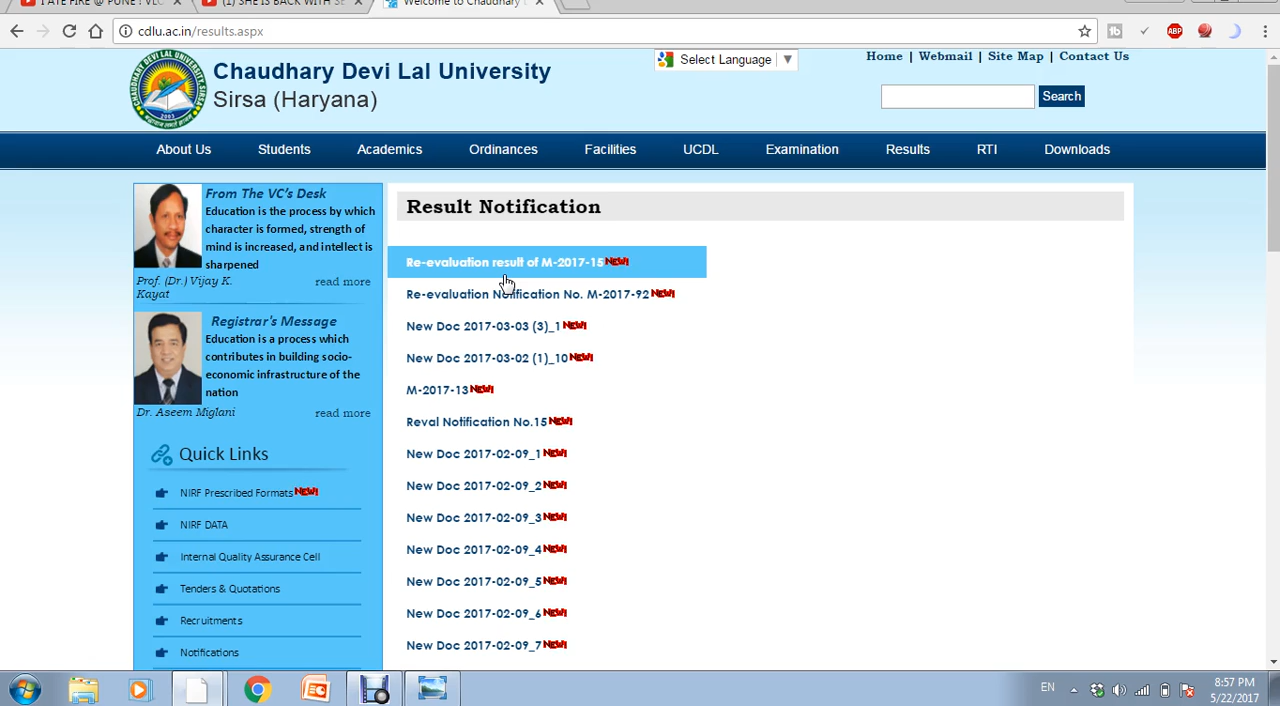 I ATE FIRE @ PUNE ! VLO
(1) SHE IS BACK WITH SE
Welcome to Chaudhary D
cdlu.ac.in/results.aspx
Chaudhary Devi Lal University
Sirsa (Haryana)
Select Language
Home | Webmail | Site Map | Contact Us
Search
About Us Students Academics Ordinances Facilities UCDL Examination Results RTI Downloads
From The VC's Desk
Education is the process by which
character is formed, strength of
mind is increased, and intellect is
sharpened
Prof. (Dr.) Vijay K.
Kayat
read more
Registrar's Message
Education is a process which
contributes in building socio-
economic infrastructure of the
nation
Dr. Aseem Miglani
read more
Quick Links
NIRF Prescribed Formats NEW!
NIRF DATA
Internal Quality Assurance Cell
Tenders & Quotations
Recruitments
Notifications
Result Notification
Re-evaluation result of M-2017-15 NEW!
Re-evaluation Notification No. M-2017-92 NEW!
New Doc 2017-03-03 (3)_1 NEW!
New Doc 2017-03-02 (1)_10 NEW!
M-2017-13 NEW!
Reval Notification No.15 NEW!
New Doc 2017-02-09_1 NEW!
New Doc 2017-02-09_2 NEW!
New Doc 2017-02-09_3 NEW!
New Doc 2017-02-09_4 NEW!
New Doc 2017-02-09_5 NEW!
New Doc 2017-02-09_6 NEW!
New Doc 2017-02-09_7 NEW!
EN
8:57 PM
5/22/2017